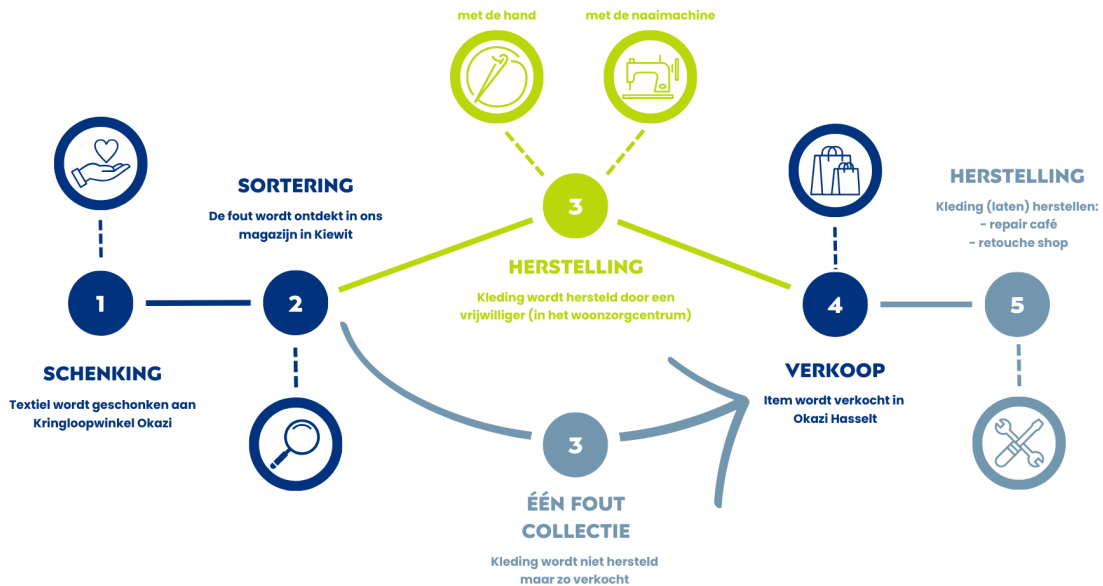 met de hand
met de naaimachine
1
SCHENKING
Textiel wordt geschonken aan
Kringloopwinkel Okazi
SORTERING
De fout wordt ontdekt in ons
magazijn in Kiewit
2
3
HERSTELLING
Kleding wordt hersteld door een
vrijwilliger (in het woonzorgcentrum)
3
ÉÉN FOUT
COLLECTIE
Kleding wordt niet hersteld
maar zo verkocht
4
VERKOOP
Item wordt verkocht in
Okazi Hasselt
HERSTELLING
Kleding (laten) herstellen:
- repair café
- retouche shop
5